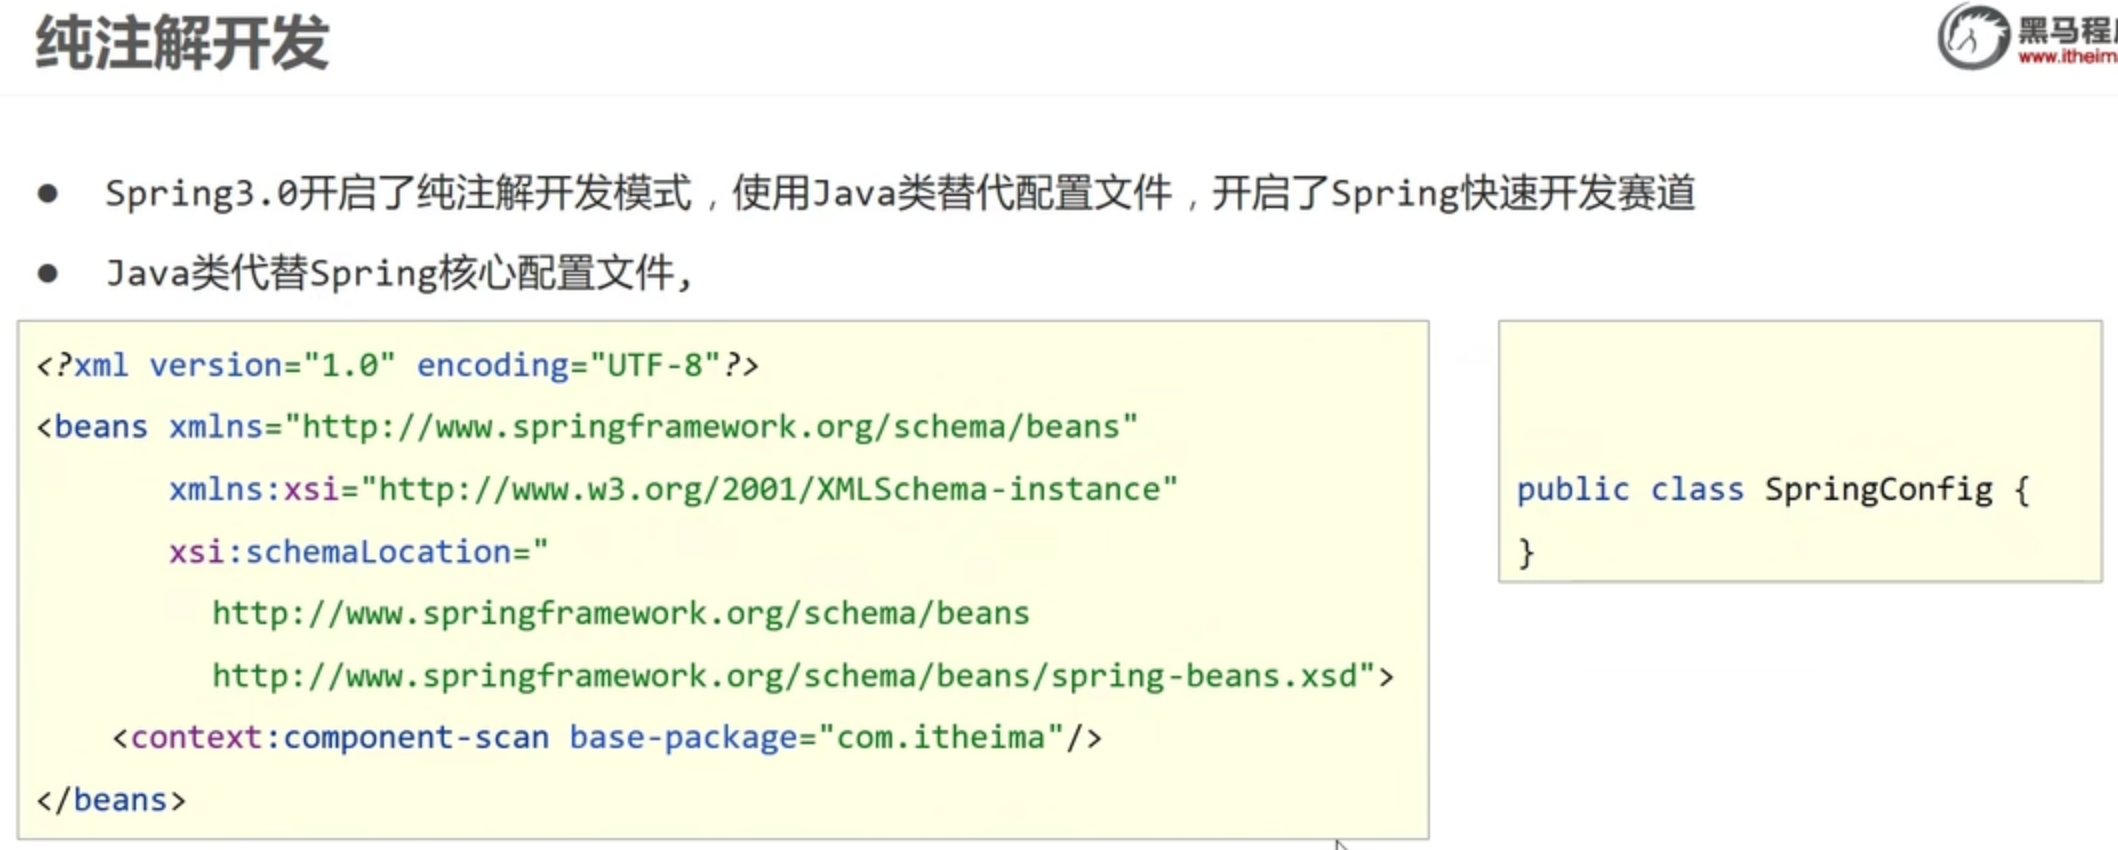 纯注解开发
黑马程
www.itheim
● Spring3.0开启了纯注解开发模式，使用Java类替代配置文件，开启了Spring快速开发赛道
● Java类代替Spring核心配置文件,
<?xml version="1.0" encoding="UTF-8"?>
<beans xmlns="http://www.springframework.org/schema/beans"
xmlns:xsi="http://www.w3.org/2001/XMLSchema-instance"
xsi:schemaLocation="
http://www.springframework.org/schema/beans
http://www.springframework.org/schema/beans/spring-beans.xsd">
<context:component-scan base-package="com.itheima"/>
</beans>
public class SpringConfig {
}